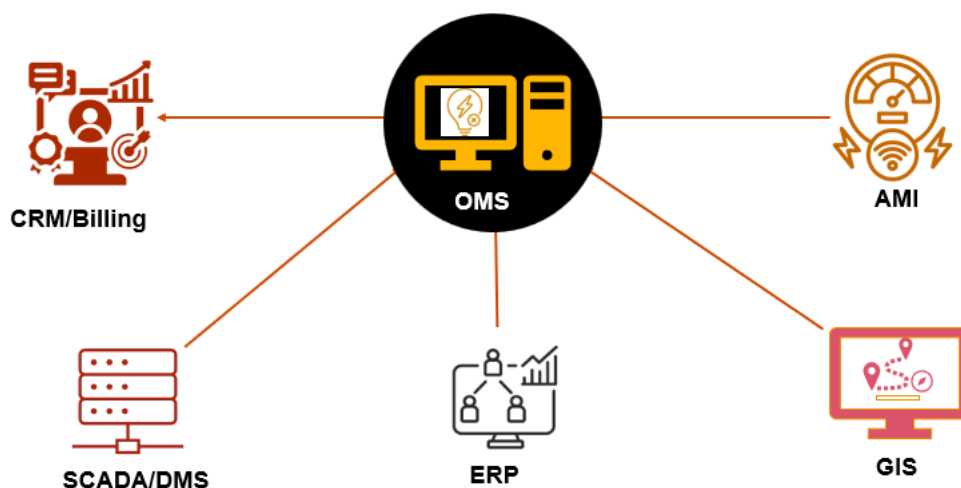 OMS
CRM/Billing
AMI
SCADA/DMS
ERP
GIS